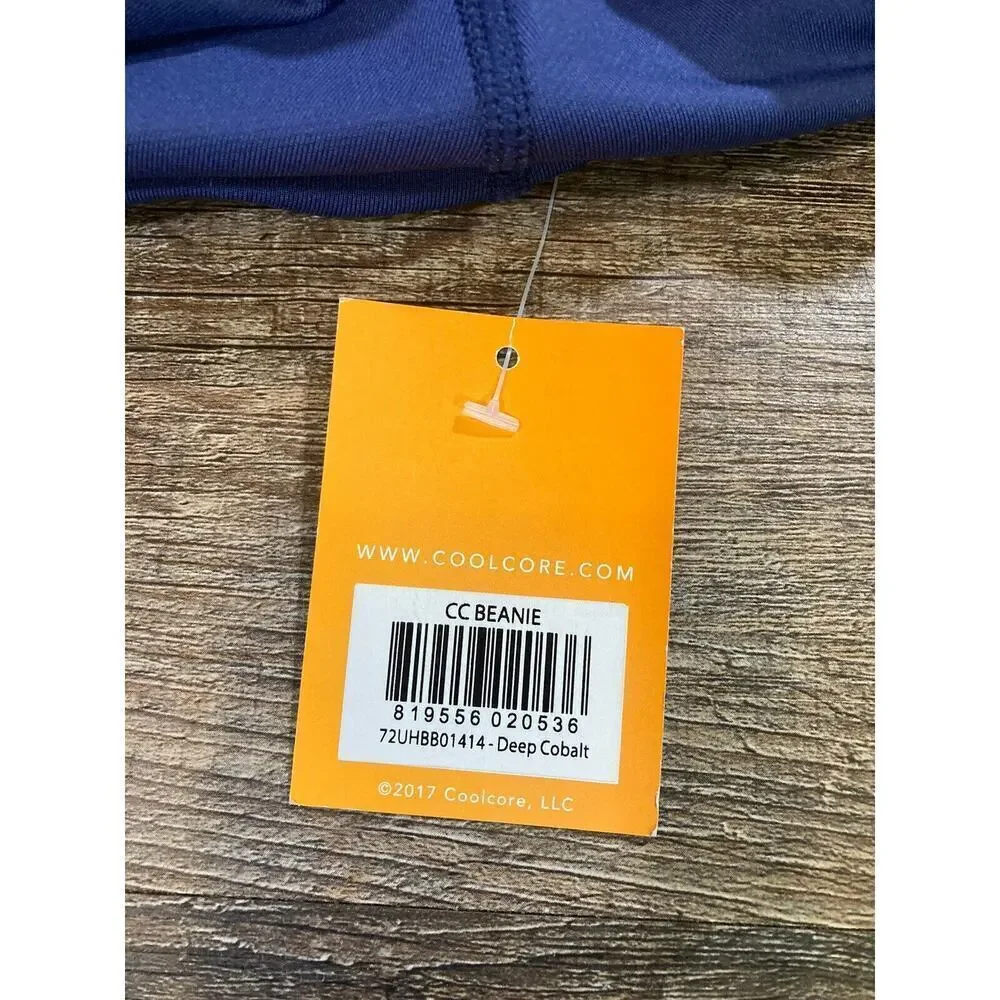 WWW.COOLCORE.COM
CC BEANIE
819556 020536
72UHBB01414 - Deep Cobalt
©2017 Coolcore, LLC